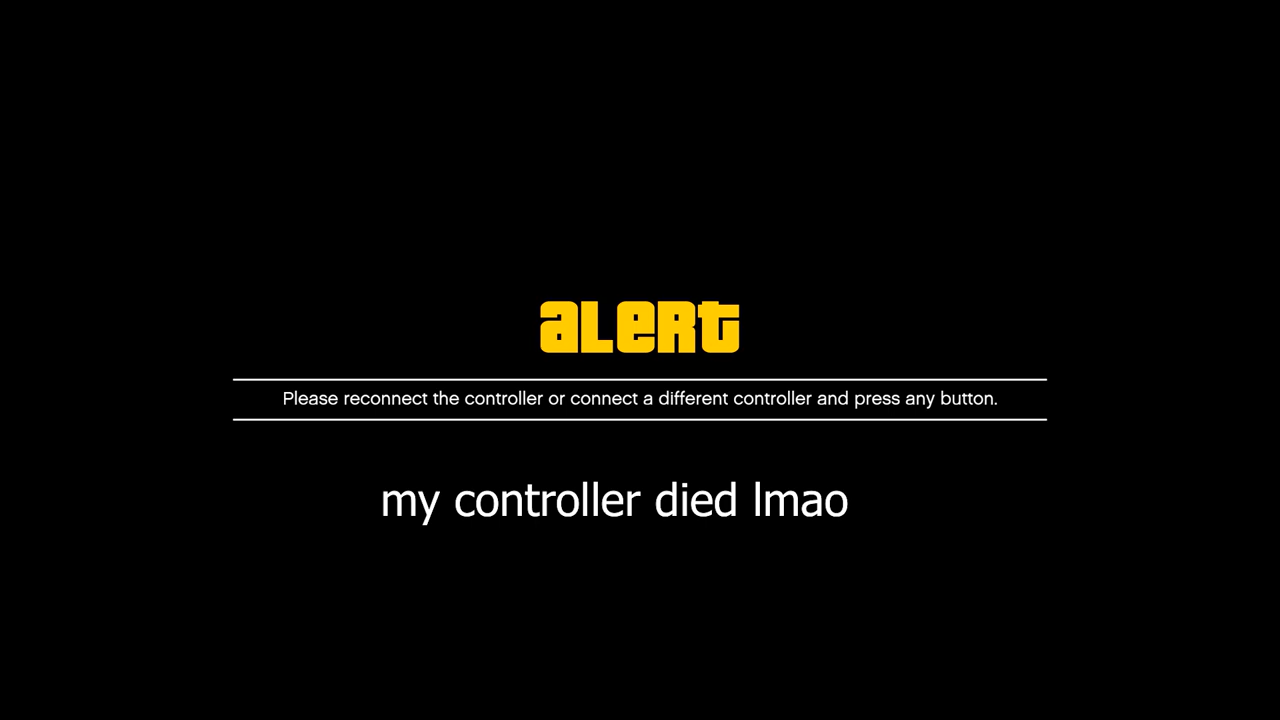 aLeRt
Please reconnect the controller or connect a different controller and press any button.
my controller died lmao